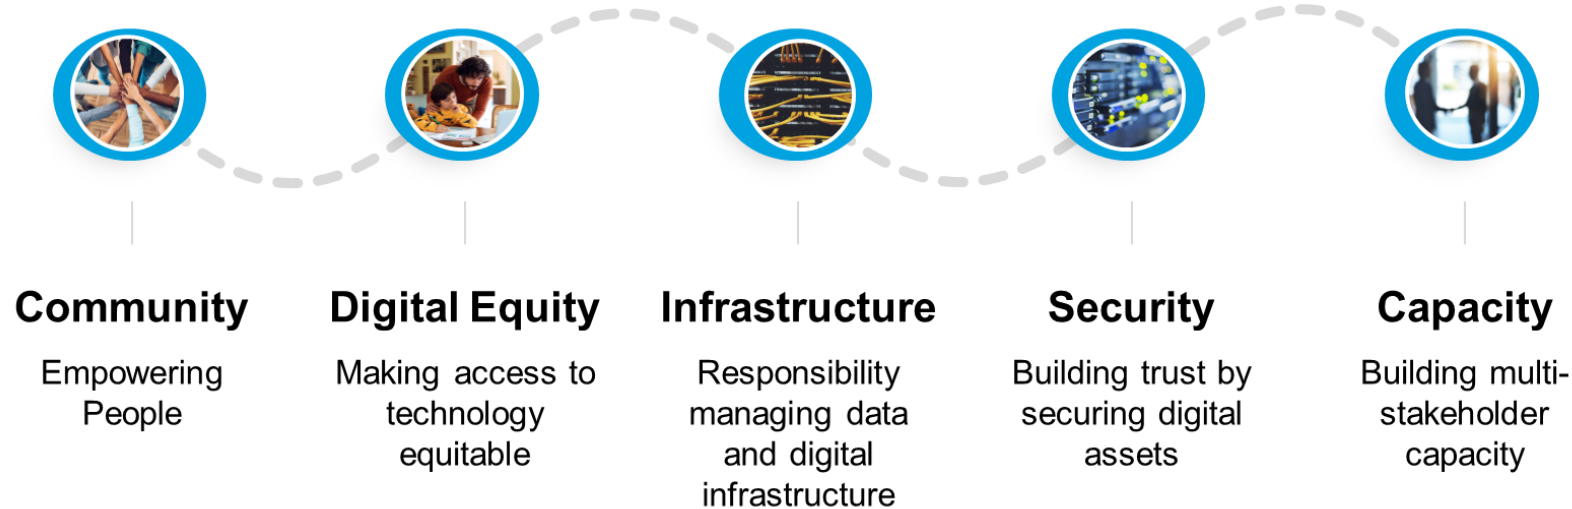 Community
Empowering
People
Digital Equity
Making access to
technology
equitable
Infrastructure
Responsibility
managing data
and digital
infrastructure
Security
Building trust by
securing digital
assets
Capacity
Building multi-
stakeholder
capacity